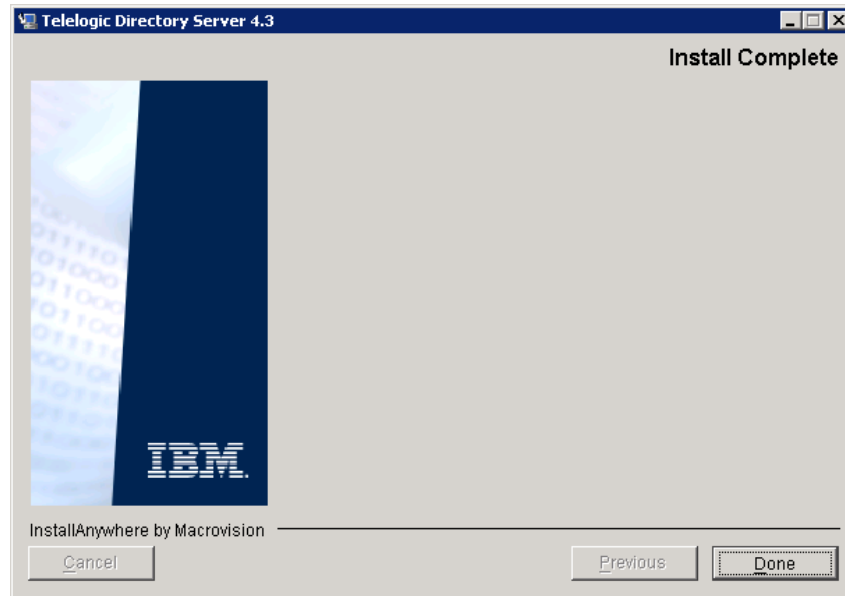 Telelogic Directory Server 4.3
Install Complete
IBM.
InstallAnywhere by Macrovision
Cancel
Previous
Done